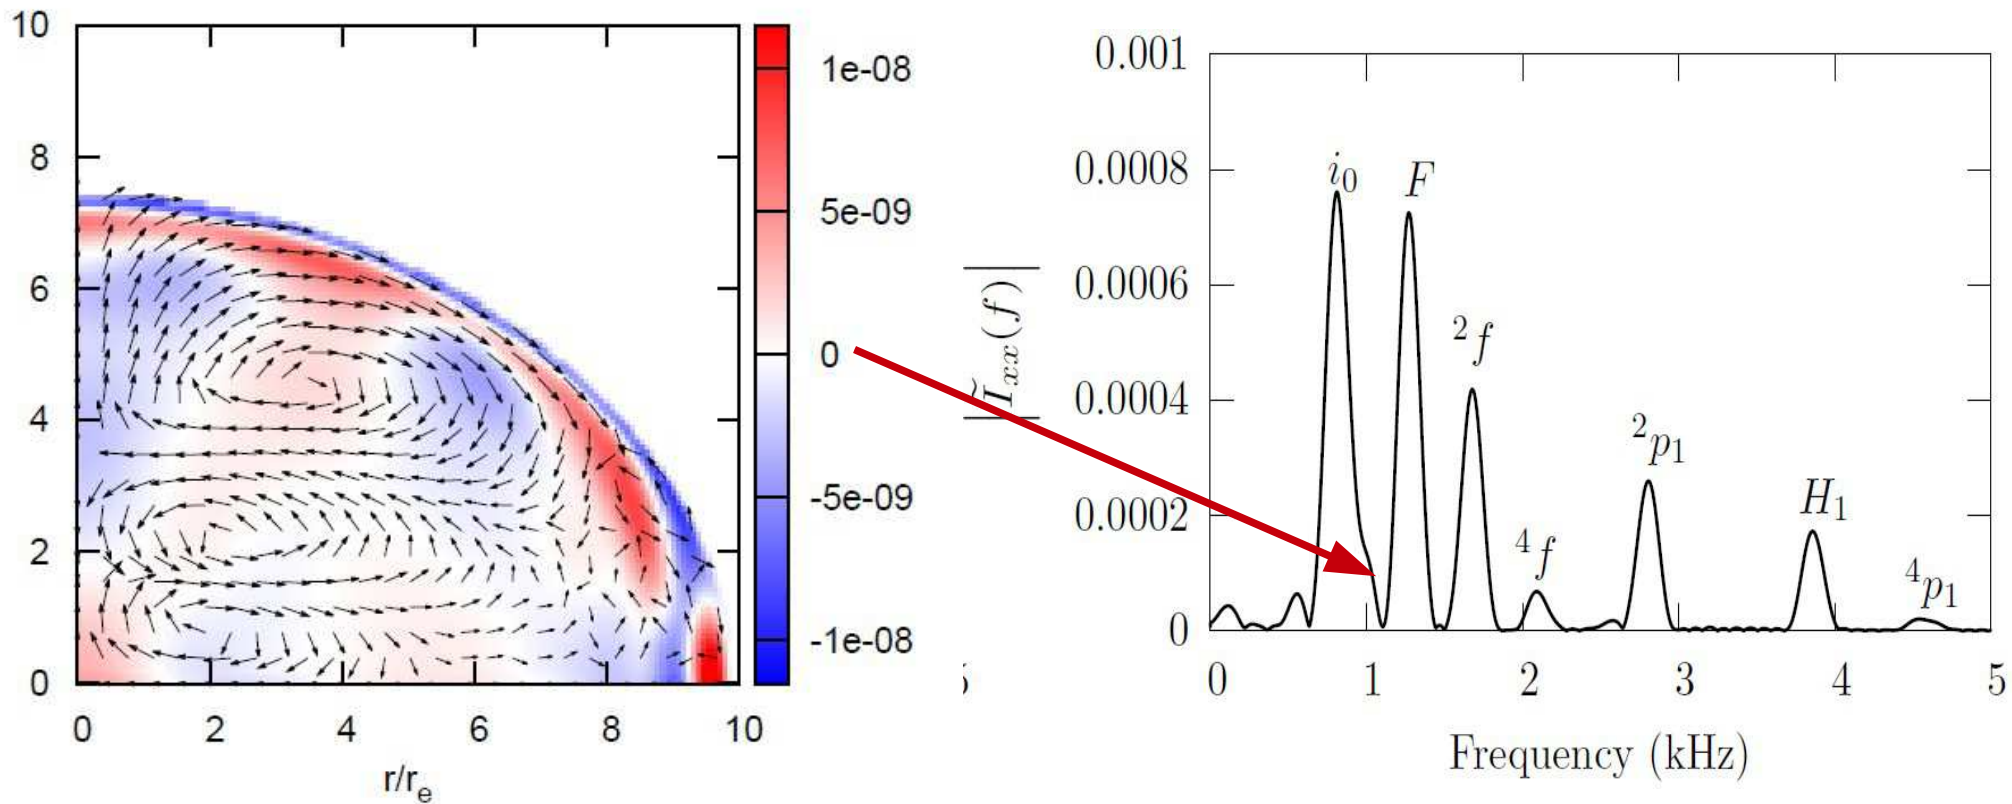 10
8
6
4
2
0
0 2 4 6 8 10
r/rₑ
1e-08
5e-09
0
-5e-09
-1e-08
|Ĩₓₓ(f)|
0.001
0.0008
0.0006
0.0004
0.0002
0
i₀
F
²f
⁴f
²p₁
H₁
⁴p₁
0 1 2 3 4 5
Frequency (kHz)